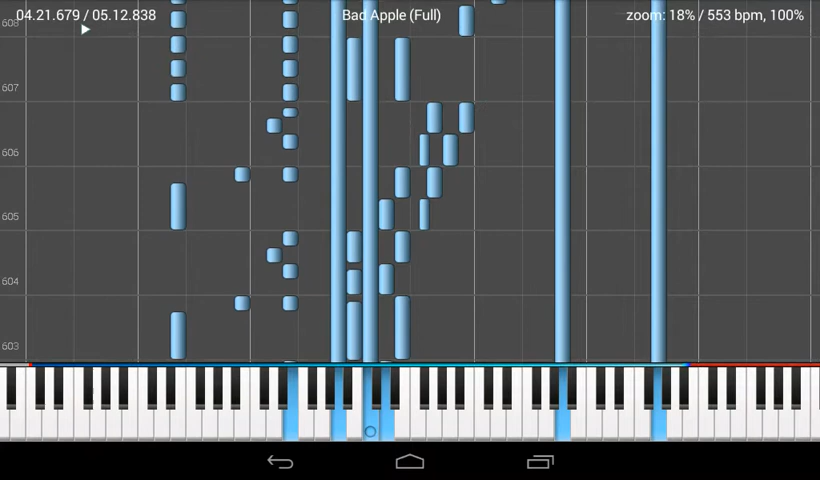 04.21.679 / 05.12.838
Bad Apple (Full)
zoom: 18% / 553 bpm, 100%
608
607
606
605
604
603